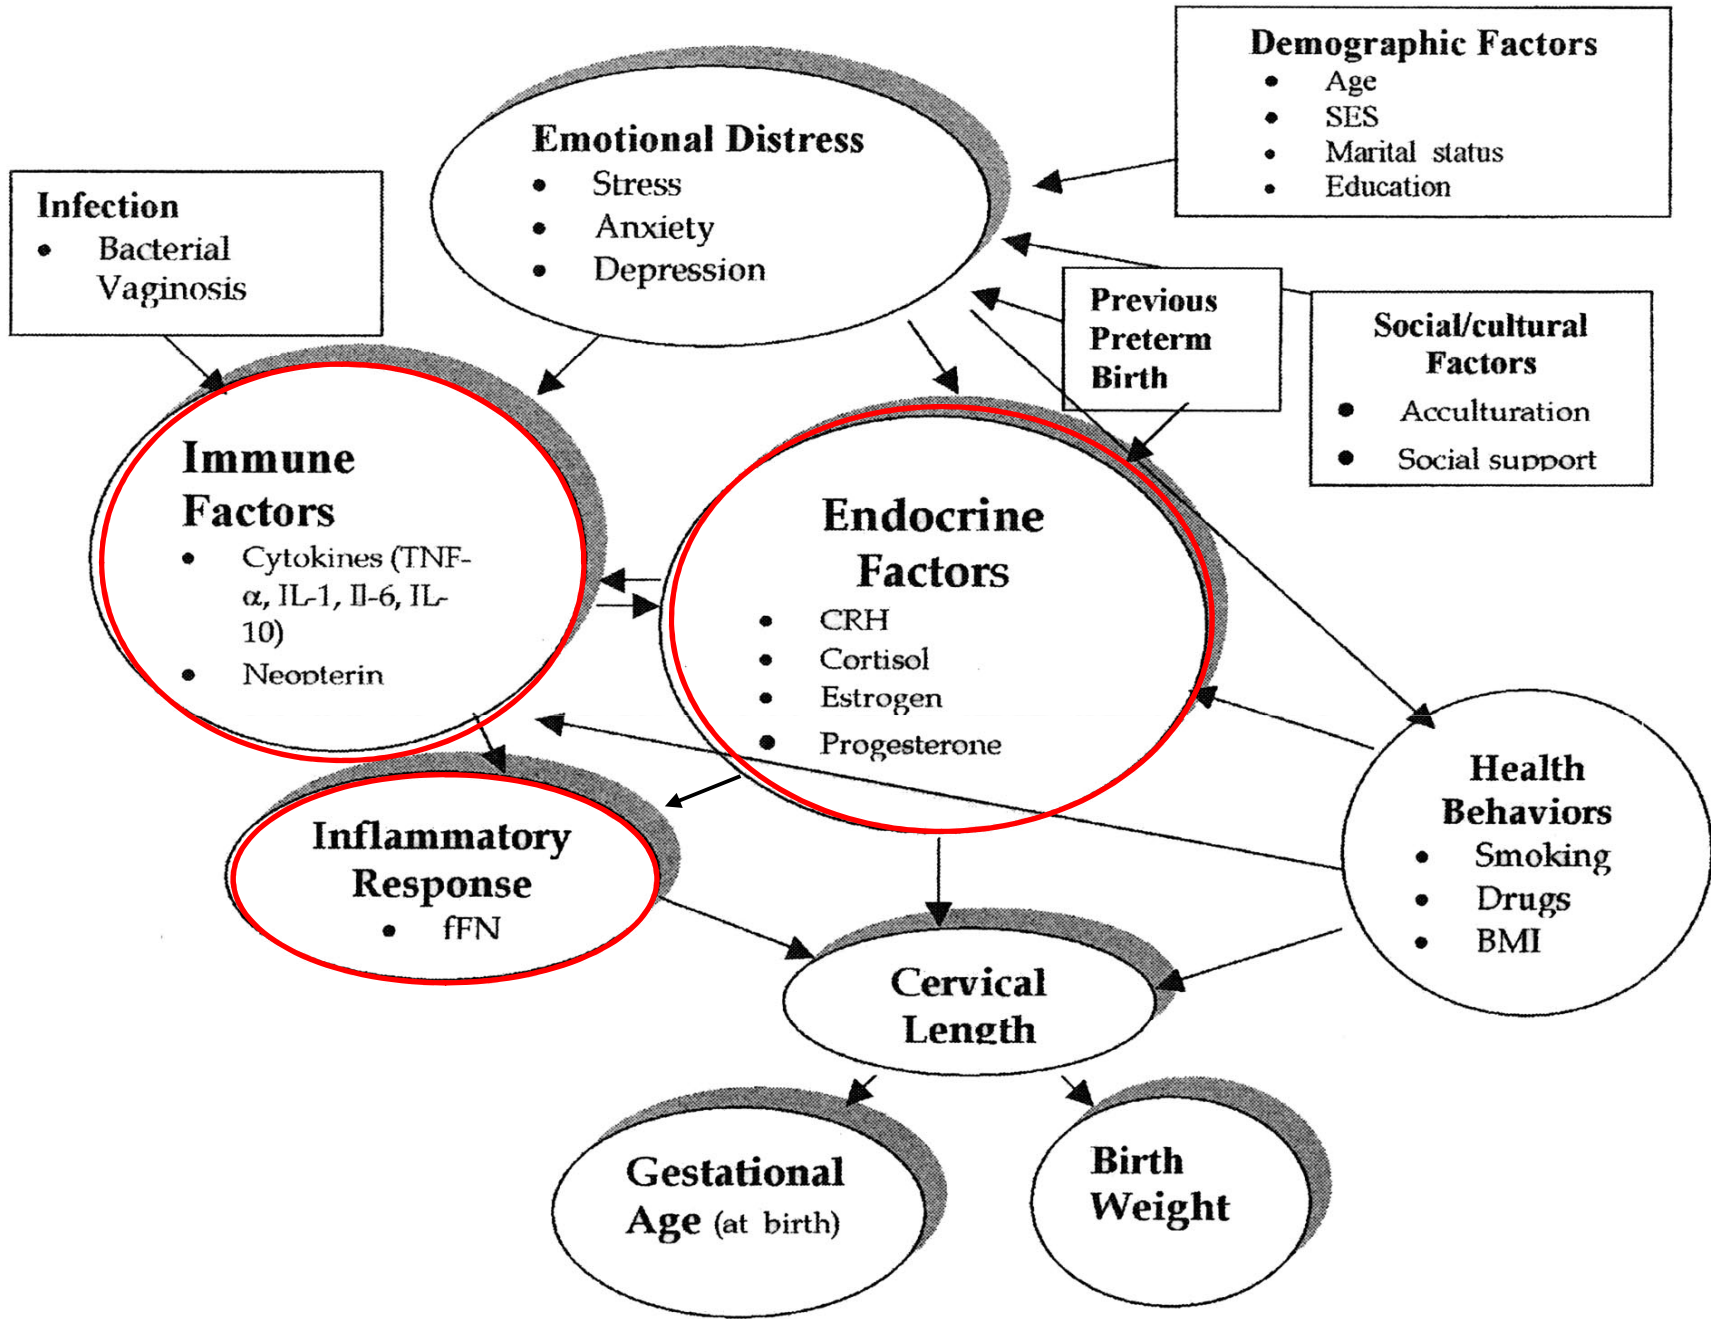 Demographic Factors
• Age
• SES
• Marital status
• Education
Emotional Distress
• Stress
• Anxiety
• Depression
Infection
• Bacterial
Vaginosis
Previous
Preterm
Birth
Social/cultural
Factors
• Acculturation
• Social support
Immune
Factors
• Cytokines (TNF-
α, IL-1, Il-6, IL-
10)
• Neopterin
Endocrine
Factors
• CRH
• Cortisol
• Estrogen
• Progesterone
Health
Behaviors
• Smoking
• Drugs
• BMI
Inflammatory
Response
• fFN
Cervical
Length
Gestational
Age (at birth)
Birth
Weight